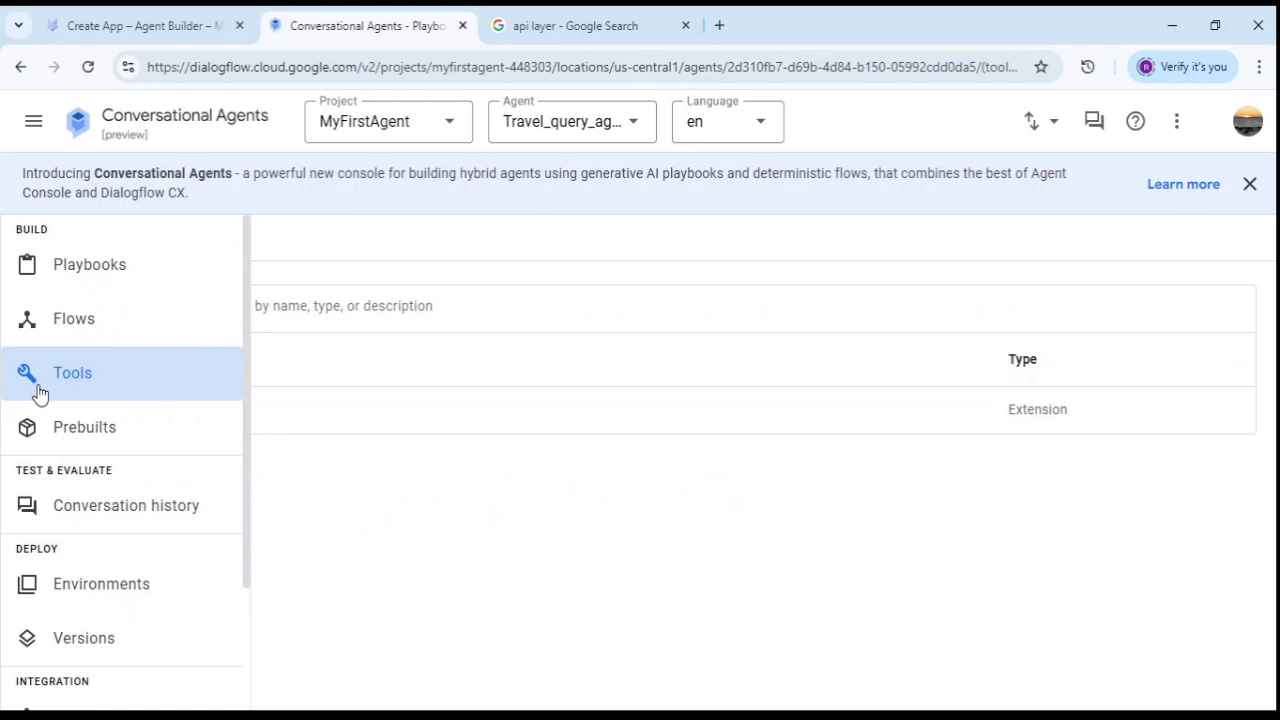 Create App – Agent Builder – M
Conversational Agents - Playbo
api layer - Google Search
https://dialogflow.cloud.google.com/v2/projects/myfirstagent-448303/locations/us-central1/agents/2d310fb7-d69b-4d84-b150-05992cdd0da5/(tool...
R
Verify it's you
Conversational Agents
[preview]
Project
MyFirstAgent
Agent
Travel_query_ag...
Language
en
Introducing Conversational Agents - a powerful new console for building hybrid agents using generative AI playbooks and deterministic flows, that combines the best of Agent
Console and Dialogflow CX.
Learn more
BUILD
Playbooks
Flows
Tools
Prebuilts
TEST & EVALUATE
Conversation history
DEPLOY
Environments
Versions
INTEGRATION
by name, type, or description
Type
Extension